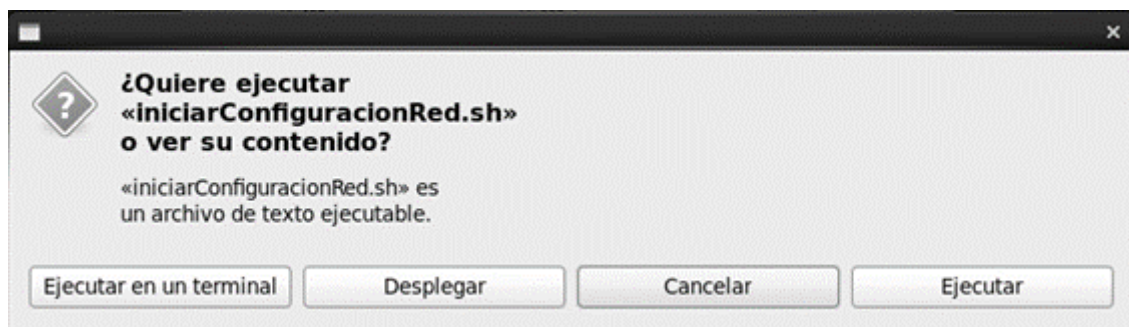 ¿Quiere ejecutar
«iniciarConfiguracionRed.sh»
o ver su contenido?
«iniciarConfiguracionRed.sh» es
un archivo de texto ejecutable.
Ejecutar en un terminal Desplegar Cancelar Ejecutar